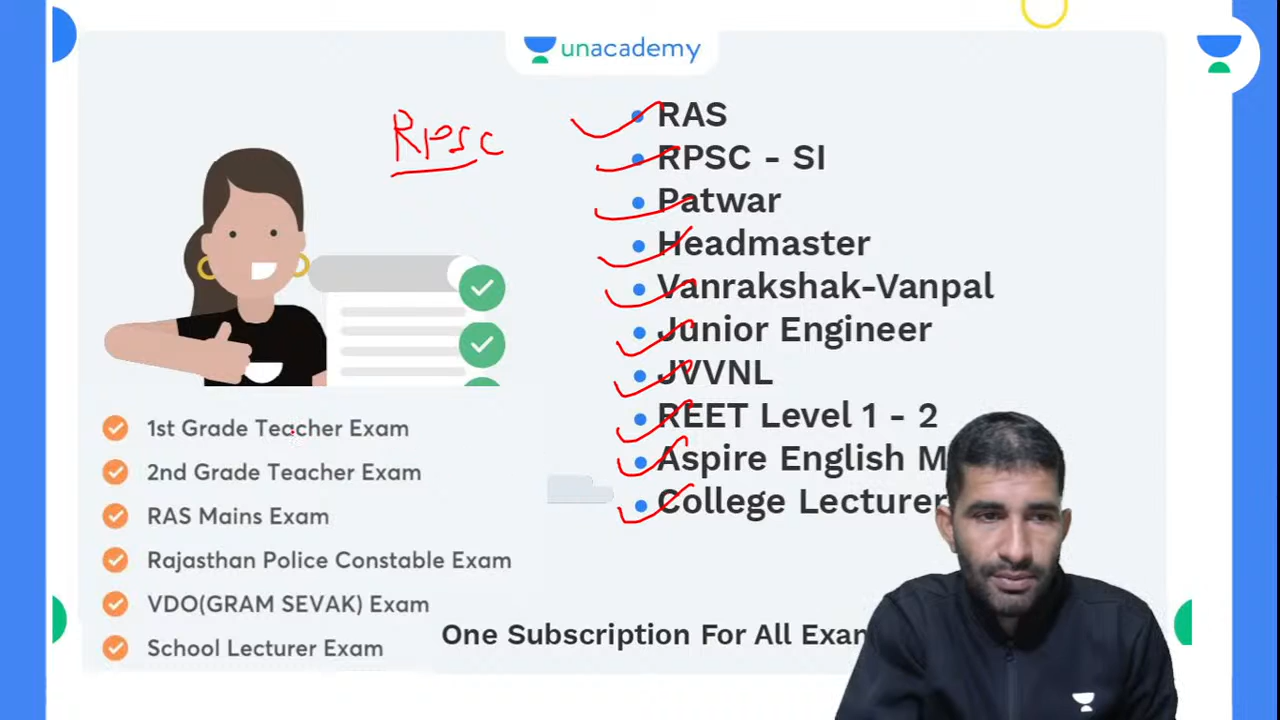 unacademy
Rpsc
RAS
RPSC - SI
Patwar
Headmaster
Vanrakshak-Vanpal
Junior Engineer
JVVNL
REET Level 1 - 2
Aspire English M
College Lecturer
1st Grade Teacher Exam
2nd Grade Teacher Exam
RAS Mains Exam
Rajasthan Police Constable Exam
VDO(GRAM SEVAK) Exam
School Lecturer Exam
One Subscription For All Exam